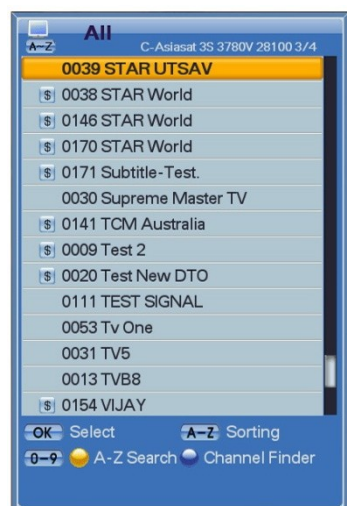 All
A-Z
C-Asiasat 3S 3780V 28100 3/4
0039 STAR UTSAV
$ 0038 STAR World
$ 0146 STAR World
$ 0170 STAR World
$ 0171 Subtitle-Test.
0030 Supreme Master TV
$ 0141 TCM Australia
$ 0009 Test 2
$ 0020 Test New DTO
0111 TEST SIGNAL
0053 Tv One
0031 TV5
0013 TVB8
$ 0154 VIJAY
OK Select A-Z Sorting
0-9 A-Z Search Channel Finder